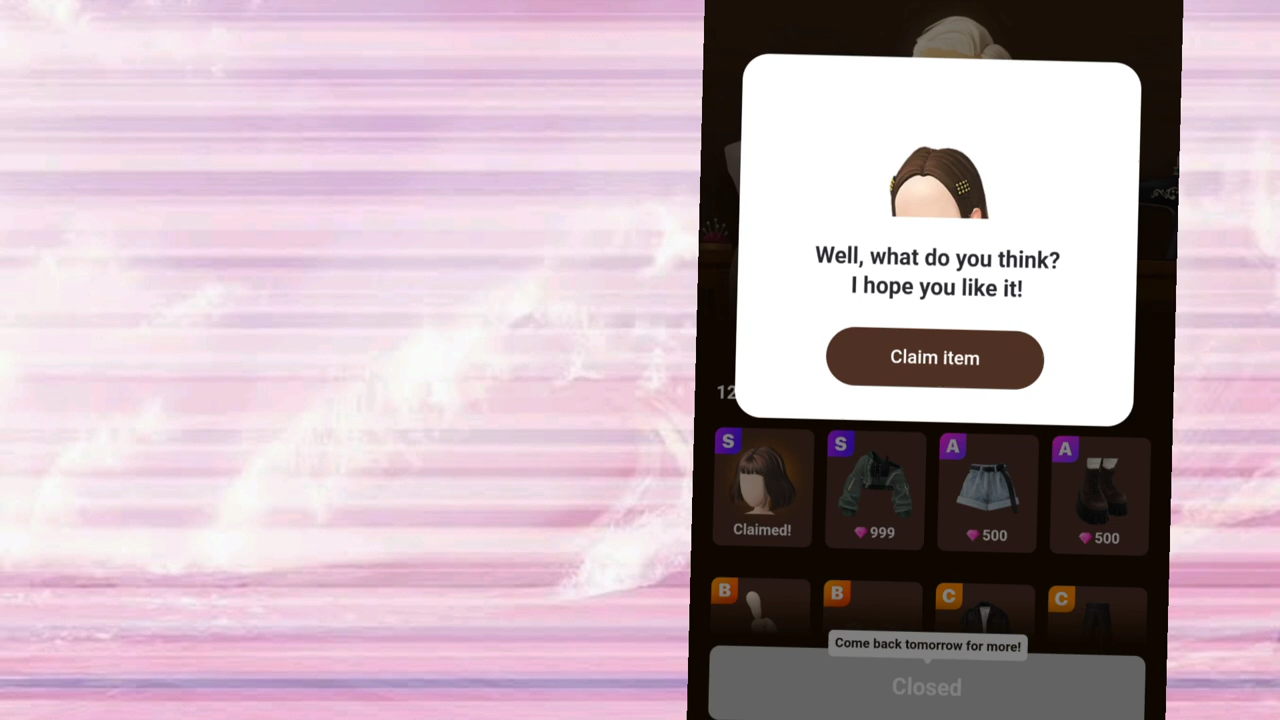 Well, what do you think?
I hope you like it!
Claim item
12
S
S
A
A
Claimed!
999
500
500
B
B
C
C
Come back tomorrow for more!
Closed